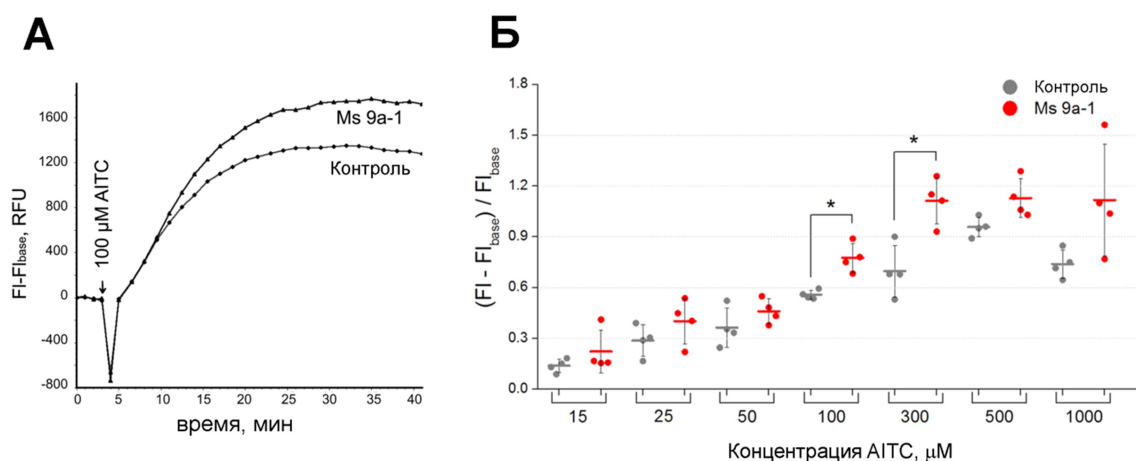 А
FI-FIbase, RFU
1600
1200
800
400
0
-400
-800
100 μM AITC
Ms 9a-1
Контроль
0 5 10 15 20 25 30 35 40
время, мин
Б
(FI - FIbase) / FIbase
1.8
1.5
1.2
0.9
0.6
0.3
0.0
Контроль
Ms 9a-1
*
*
15 25 50 100 300 500 1000
Концентрация AITC, μM